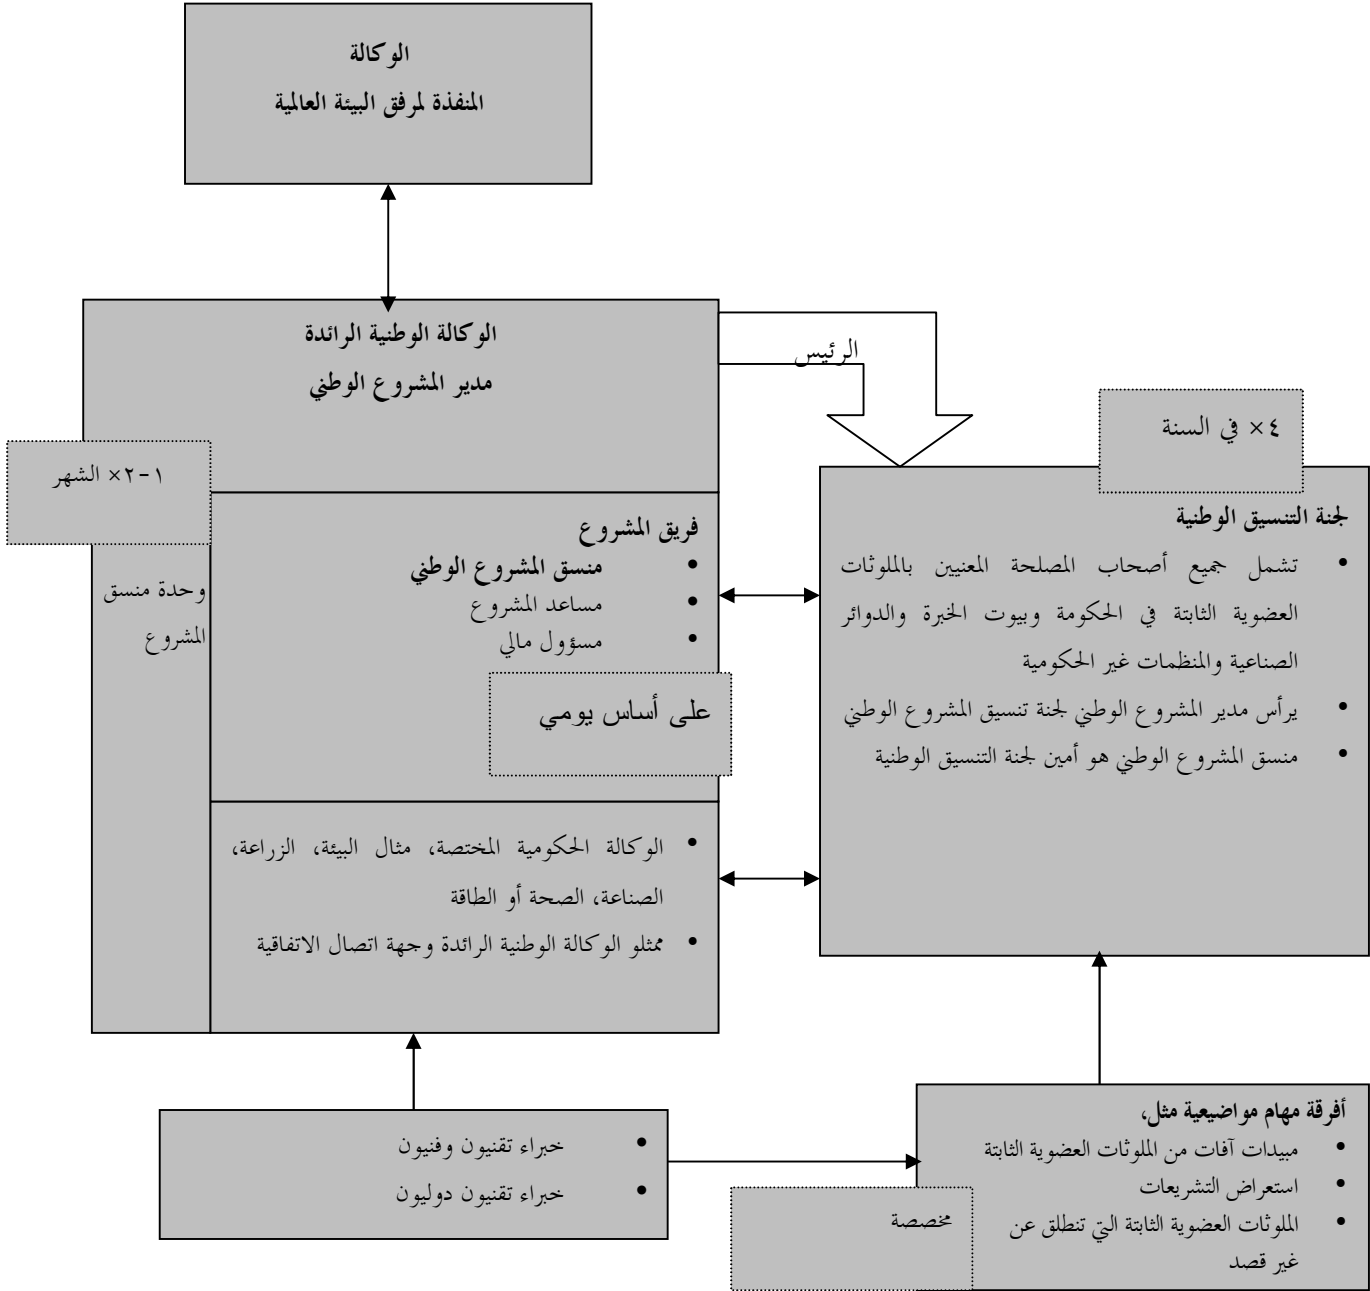 الوكالة
المنفذة لمرفق البيئة العالمية
الوكالة الوطنية الرائدة
مدير المشروع الوطني
الرئيس
٤× في السنة
١-٢× الشهر
لجنة التنسيق الوطنية
• تشمل جميع أصحاب المصلحة المعنيين بالملوثات
العضوية الثابتة في الحكومة وبيوت الخبرة والدوائر
الصناعية والمنظمات غير الحكومية
• يرأس مدير المشروع الوطني لجنة تنسيق المشروع الوطني
• منسق المشروع الوطني هو أمين لجنة التنسيق الوطنية
فريق المشروع
• منسق المشروع الوطني
• مساعد المشروع
• مسؤول مالي
على أساس يومي
وحدة منسق
المشروع
• الوكالة الحكومية المختصة، مثال البيئة، الزراعة،
الصناعة، الصحة أو الطاقة
• ممثلو الوكالة الوطنية الرائدة وجهة اتصال الاتفاقية
أفرقة مهام مواضيعية مثل،
• مبيدات آفات من الملوثات العضوية الثابتة
• استعراض التشريعات
• الملوثات العضوية الثابتة التي تنطلق عن
غير قصد
مخصصة
• خبراء تقنيون وفنيون
• خبراء تقنيون دوليون